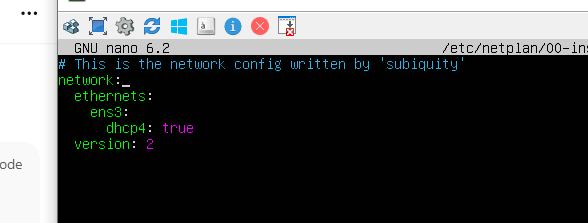 GNU nano 6.2 /etc/netplan/00-ins
# This is the network config written by 'subiquity'
network:
  ethernets:
    ens3:
      dhcp4: true
  version: 2
ode